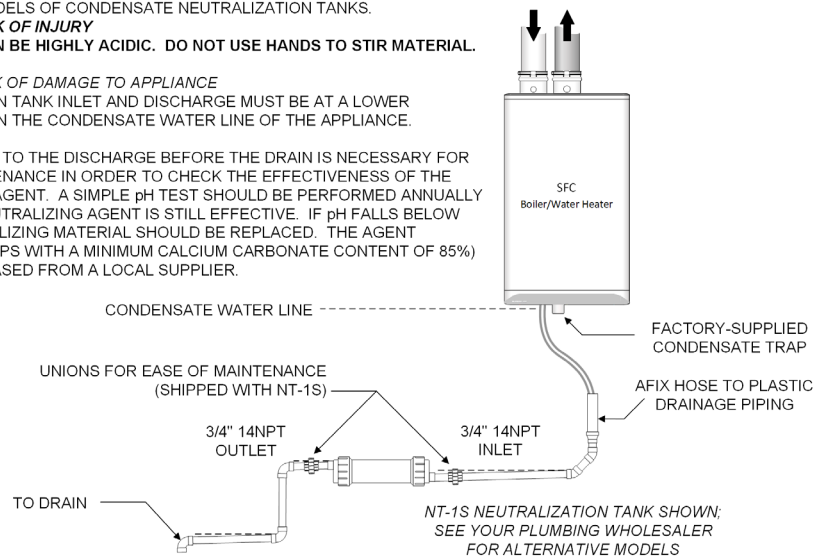 ODELS OF CONDENSATE NEUTRALIZATION TANKS.
K OF INJURY
N BE HIGHLY ACIDIC. DO NOT USE HANDS TO STIR MATERIAL.
K OF DAMAGE TO APPLIANCE
N TANK INLET AND DISCHARGE MUST BE AT A LOWER
N THE CONDENSATE WATER LINE OF THE APPLIANCE.
TO THE DISCHARGE BEFORE THE DRAIN IS NECESSARY FOR
ENANCE IN ORDER TO CHECK THE EFFECTIVENESS OF THE
AGENT. A SIMPLE pH TEST SHOULD BE PERFORMED ANNUALLY
UTRALIZING AGENT IS STILL EFFECTIVE. IF pH FALLS BELOW
LIZING MATERIAL SHOULD BE REPLACED. THE AGENT
PS WITH A MINIMUM CALCIUM CARBONATE CONTENT OF 85%)
ASED FROM A LOCAL SUPPLIER.
SFC
Boiler/Water Heater
CONDENSATE WATER LINE
FACTORY-SUPPLIED
CONDENSATE TRAP
UNIONS FOR EASE OF MAINTENANCE
(SHIPPED WITH NT-1S)
AFIX HOSE TO PLASTIC
DRAINAGE PIPING
3/4" 14NPT
OUTLET
3/4" 14NPT
INLET
TO DRAIN
NT-1S NEUTRALIZATION TANK SHOWN;
SEE YOUR PLUMBING WHOLESALER
FOR ALTERNATIVE MODELS